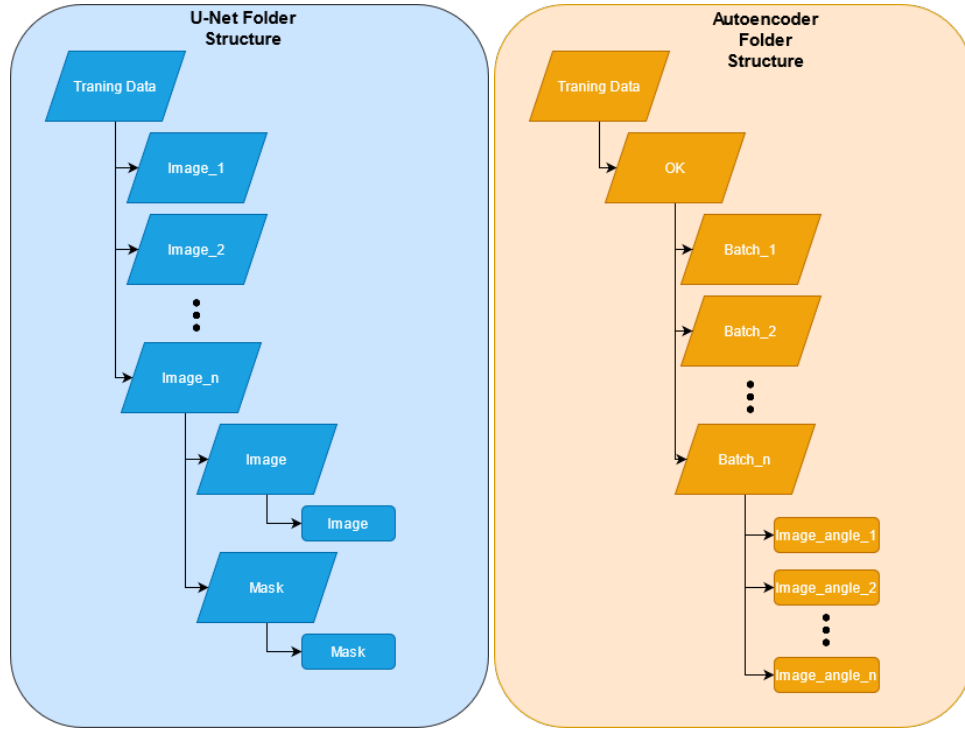 U-Net Folder
Structure
Traning Data
Image_1
Image_2
Image_n
Image
Image
Mask
Mask
Autoencoder
Folder
Structure
Traning Data
OK
Batch_1
Batch_2
Batch_n
Image_angle_1
Image_angle_2
Image_angle_n